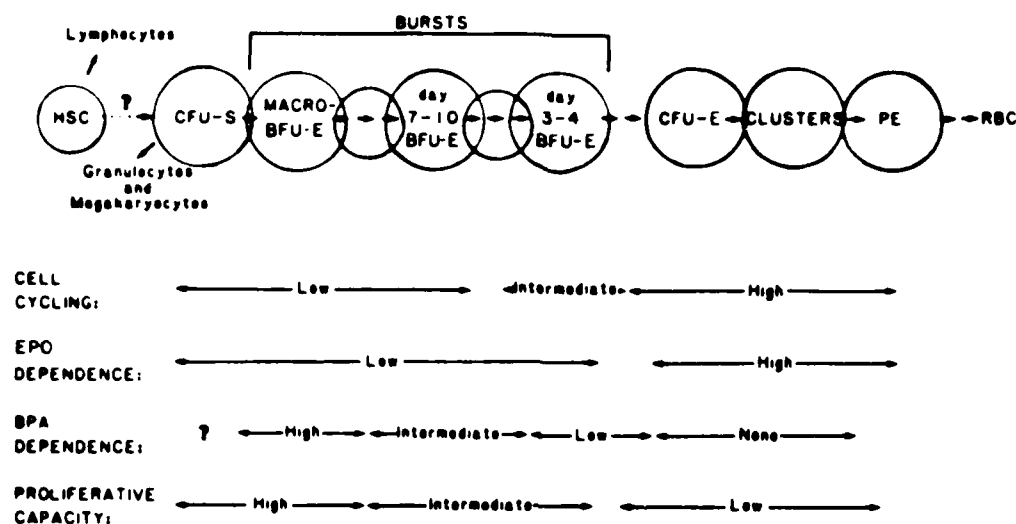 BURSTS
Lymphocytes
HSC
?
CFU-S
MACRO-
BFU-E
day
7-10
BFU-E
day
3-4
BFU-E
CFU-E
CLUSTERS
PE
RBC
Granulocytes
and
Megakaryocytes
CELL
CYCLING:
Low
Intermediate
High
EPO
DEPENDENCE:
Low
High
BPA
DEPENDENCE:
?
High
Intermediate
Low
None
PROLIFERATIVE
CAPACITY:
High
Intermediate
Low